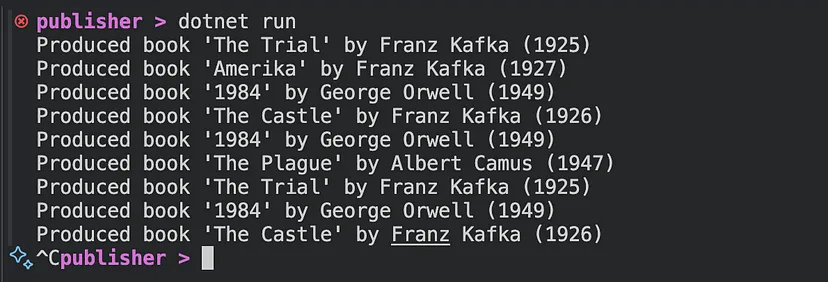 publisher > dotnet run
Produced book 'The Trial' by Franz Kafka (1925)
Produced book 'Amerika' by Franz Kafka (1927)
Produced book '1984' by George Orwell (1949)
Produced book 'The Castle' by Franz Kafka (1926)
Produced book '1984' by George Orwell (1949)
Produced book 'The Plague' by Albert Camus (1947)
Produced book 'The Trial' by Franz Kafka (1925)
Produced book '1984' by George Orwell (1949)
Produced book 'The Castle' by Franz Kafka (1926)
^Cpublisher >